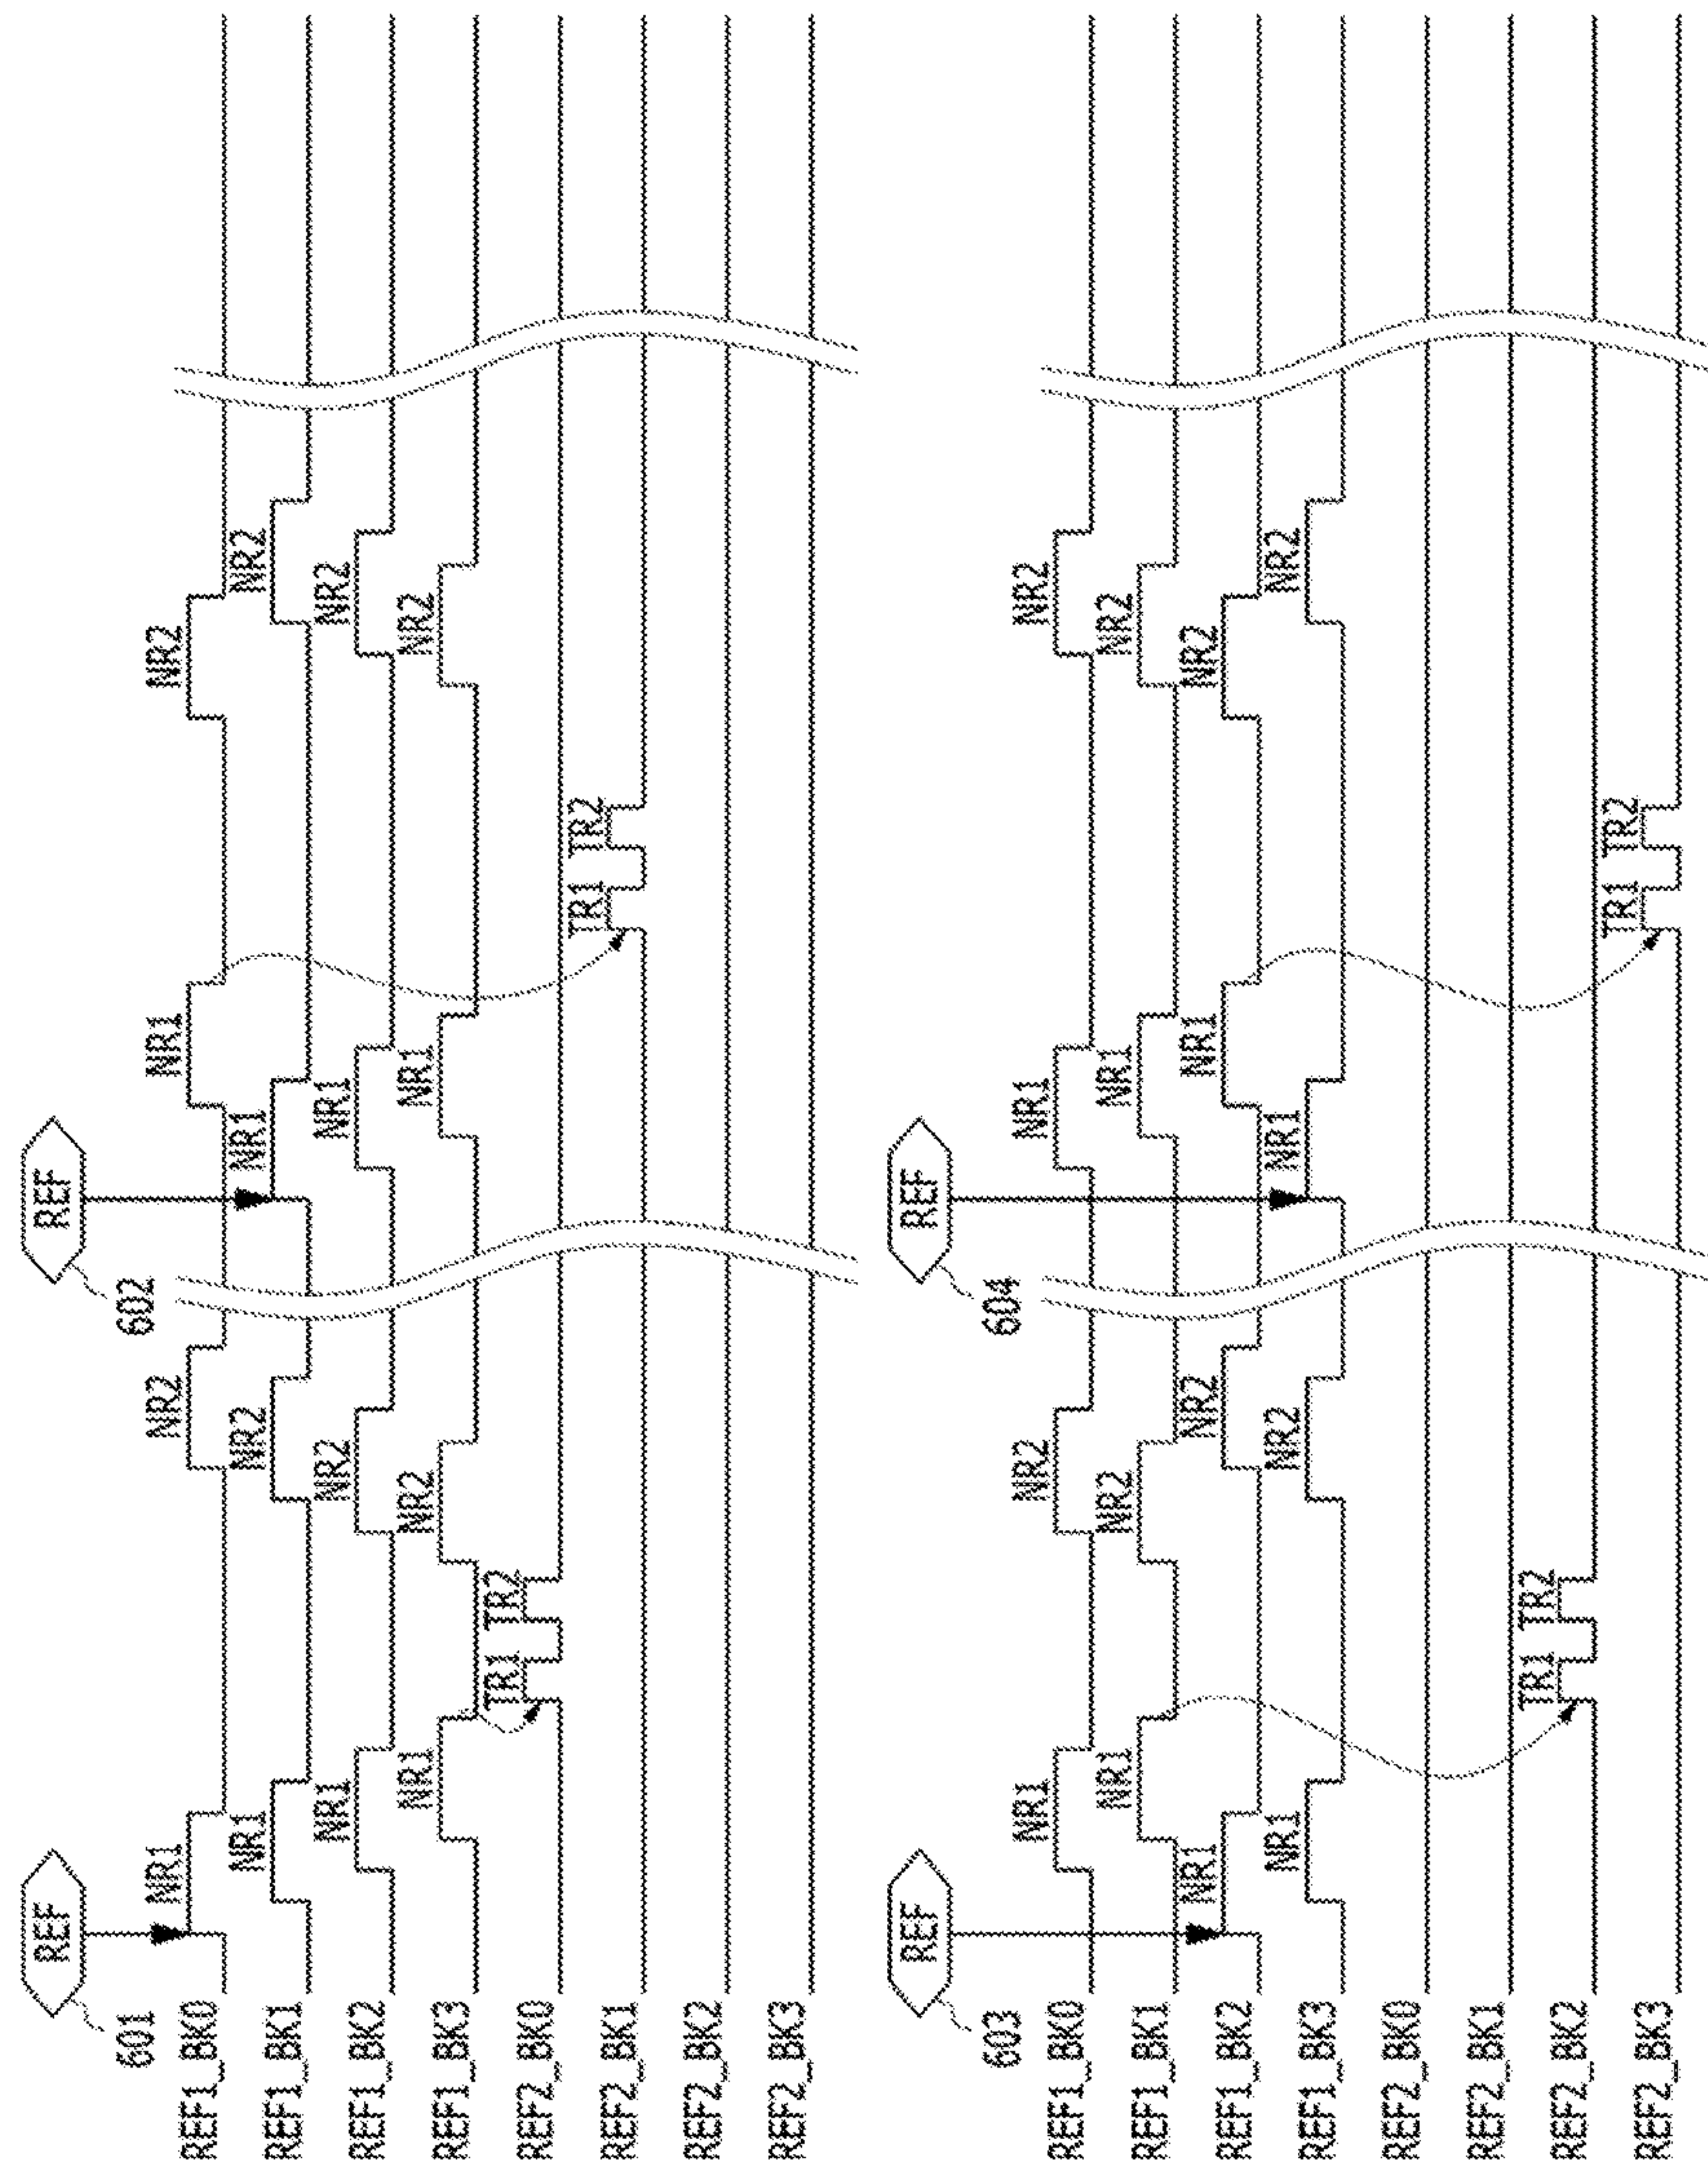 REF REF
601 602
REF1_BK0 NR1 NR2 NR1 NR2
REF1_BK1 NR1 NR2 NR1 NR2
REF1_BK2 NR1 NR2 NR1 NR2
REF1_BK3 NR1 NR2 NR1 NR2
REF2_BK0 TR1 TR2
REF2_BK1 TR1 TR2
REF2_BK2
REF2_BK3
REF REF
603 604
REF1_BK0 NR1 NR2 NR1 NR2
REF1_BK1 NR1 NR2 NR1 NR2
REF1_BK2 NR1 NR2 NR1 NR2
REF1_BK3 NR1 NR2 NR1 NR2
REF2_BK0
REF2_BK1
REF2_BK2 TR1 TR2
REF2_BK3 TR1 TR2